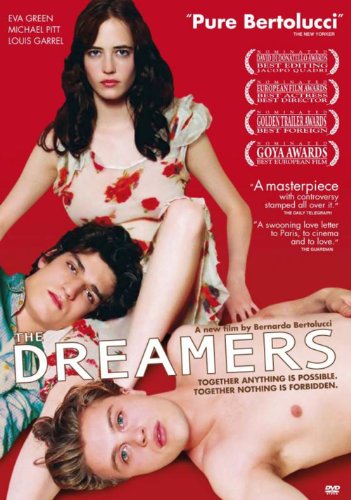 EVA GREEN
MICHAEL PITT
LOUIS GARREL
"Pure Bertolucci"
THE NEW YORKER
NOMINATED
DAVID DI DONATELLO AWARDS
BEST EDITING
JACOPO QUADRI
NOMINATED
EUROPEAN FILM AWARDS
BEST ACTRESS
BEST DIRECTOR
NOMINATED
GOLDEN TRAILER AWARDS
BEST FOREIGN
NOMINATED
GOYA AWARDS
BEST EUROPEAN FILM
"A masterpiece
with controversy
stamped all over it."
THE DAILY TELEGRAPH
"A swooning love
letter
to Paris, to cinema
and to love."
THE GUARDIAN
A new film by Bernardo Bertolucci
THE
DREAMERS
TOGETHER ANYTHING IS POSSIBLE.
TOGETHER NOTHING IS FORBIDDEN.
DVD